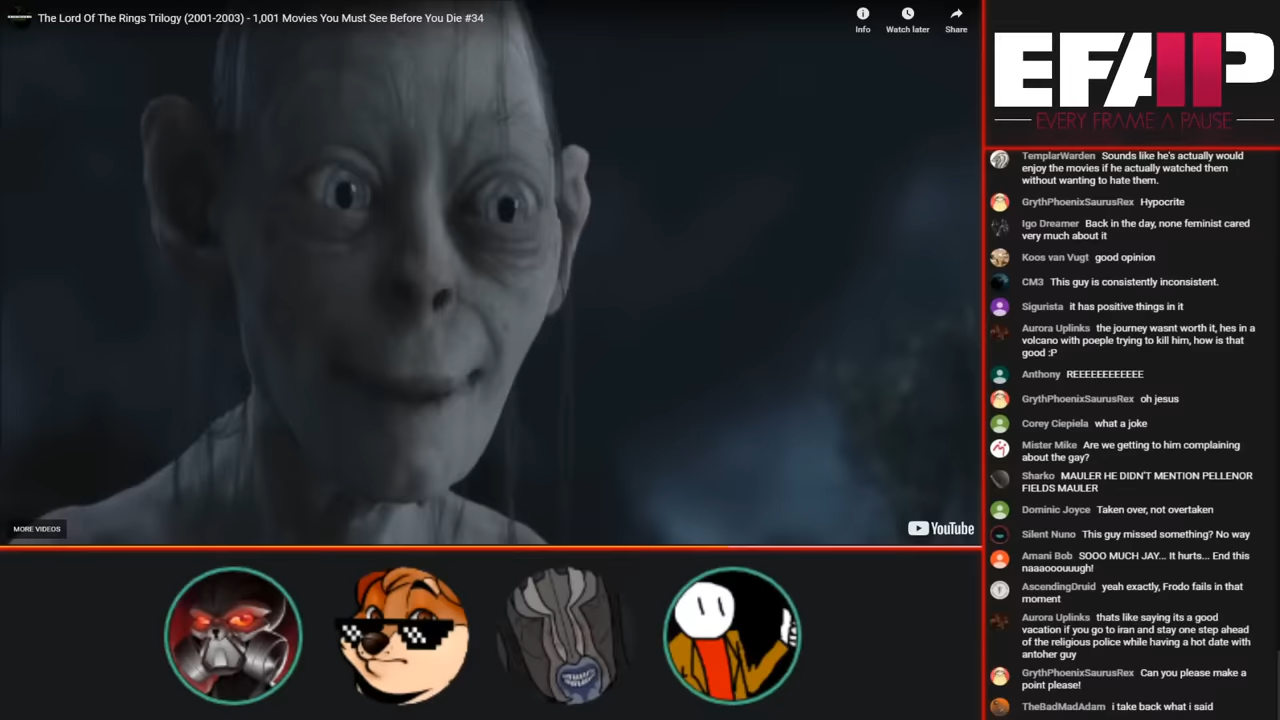 The Lord Of The Rings Trilogy (2001-2003) - 1,001 Movies You Must See Before You Die #34
Info
Watch later
Share
MORE VIDEOS
YouTube
EFAP
EVERY FRAME A PAUSE
TemplarWarden Sounds like he's actually would
enjoy the movies if he actually watched them
without wanting to hate them.
GrythPhoenixSaurusRex Hypocrite
Igo Dreamer Back in the day, none feminist cared
very much about it
Koos van Vugt good opinion
CM3 This guy is consistently inconsistent.
Sigurista it has positive things in it
Aurora Uplinks the journey wasnt worth it, hes in a
volcano with poeple trying to kill him, how is that
good :P
Anthony REEEEEEEEEEEE
GrythPhoenixSaurusRex oh jesus
Corey Ciepiela what a joke
Mister Mike Are we getting to him complaining
about the gay?
Sharko MAULER HE DIDN'T MENTION PELLENOR
FIELDS MAULER
Dominic Joyce Taken over, not overtaken
Silent Nuno This guy missed something? No way
Amani Bob SOOO MUCH JAY... It hurts... End this
naaaooouuugh!
AscendingDruid yeah exactly, Frodo fails in that
moment
Aurora Uplinks thats like saying its a good
vacation if you go to iran and stay one step ahead
of the religious police while having a hot date with
antoher guy
GrythPhoenixSaurusRex Can you please make a
point please!
TheBadMadAdam i take back what i said